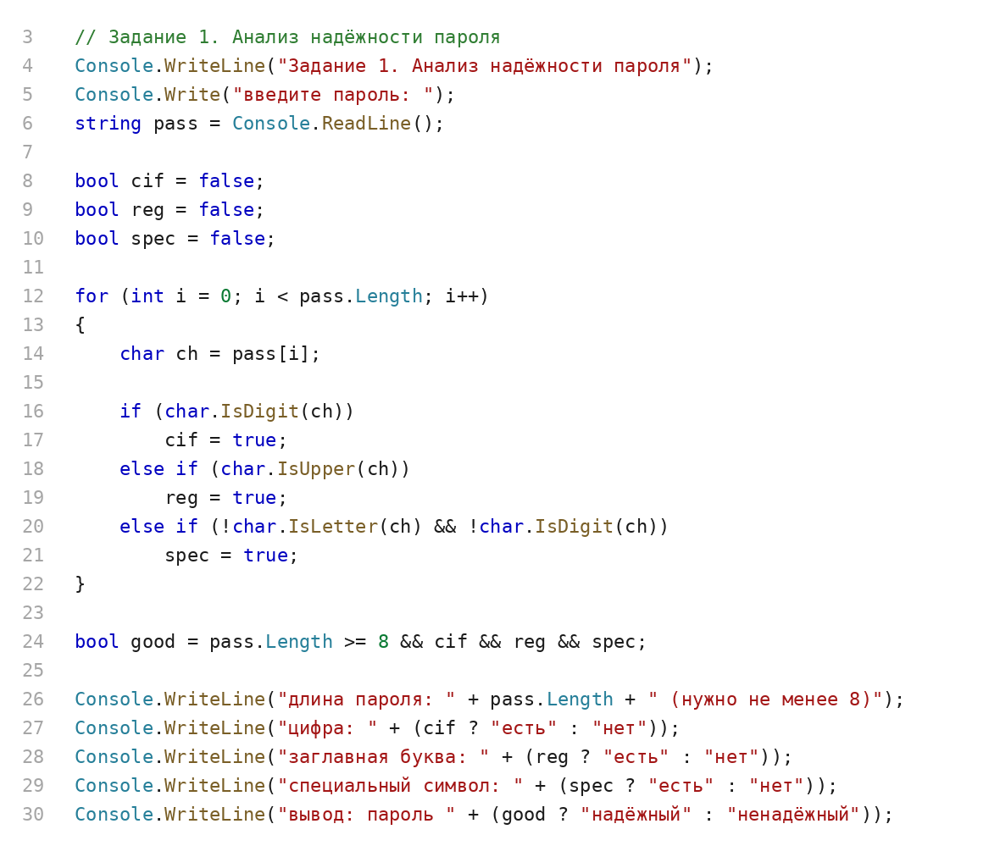 3 // Задание 1. Анализ надёжности пароля
4 Console.WriteLine("Задание 1. Анализ надёжности пароля");
5 Console.Write("введите пароль: ");
6 string pass = Console.ReadLine();
7
8 bool cif = false;
9 bool reg = false;
10 bool spec = false;
11
12 for (int i = 0; i < pass.Length; i++)
13 {
14     char ch = pass[i];
15
16     if (char.IsDigit(ch))
17         cif = true;
18     else if (char.IsUpper(ch))
19         reg = true;
20     else if (!char.IsLetter(ch) && !char.IsDigit(ch))
21         spec = true;
22 }
23
24 bool good = pass.Length >= 8 && cif && reg && spec;
25
26 Console.WriteLine("длина пароля: " + pass.Length + " (нужно не менее 8)");
27 Console.WriteLine("цифра: " + (cif ? "есть" : "нет"));
28 Console.WriteLine("заглавная буква: " + (reg ? "есть" : "нет"));
29 Console.WriteLine("специальный символ: " + (spec ? "есть" : "нет"));
30 Console.WriteLine("вывод: пароль " + (good ? "надёжный" : "ненадёжный"));